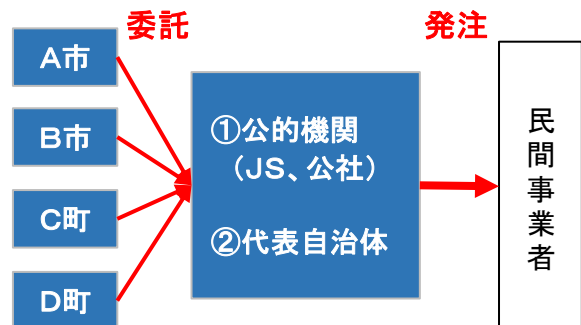 委託
発注
A市
B市
C町
D町
①公的機関
（JS、公社）
②代表自治体
民間事業者